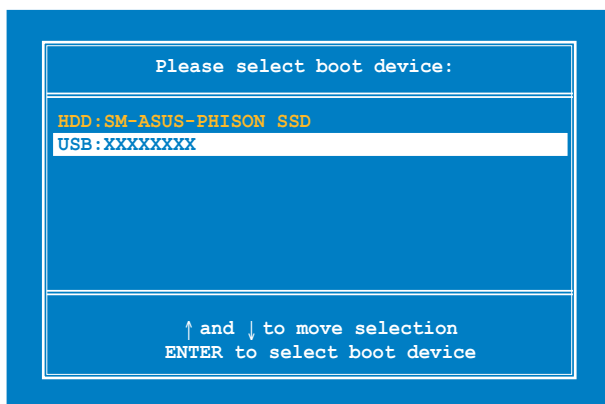 Please select boot device:
HDD:SM-ASUS-PHISON SSD
USB:XXXXXXXX
↑ and ↓ to move selection
ENTER to select boot device